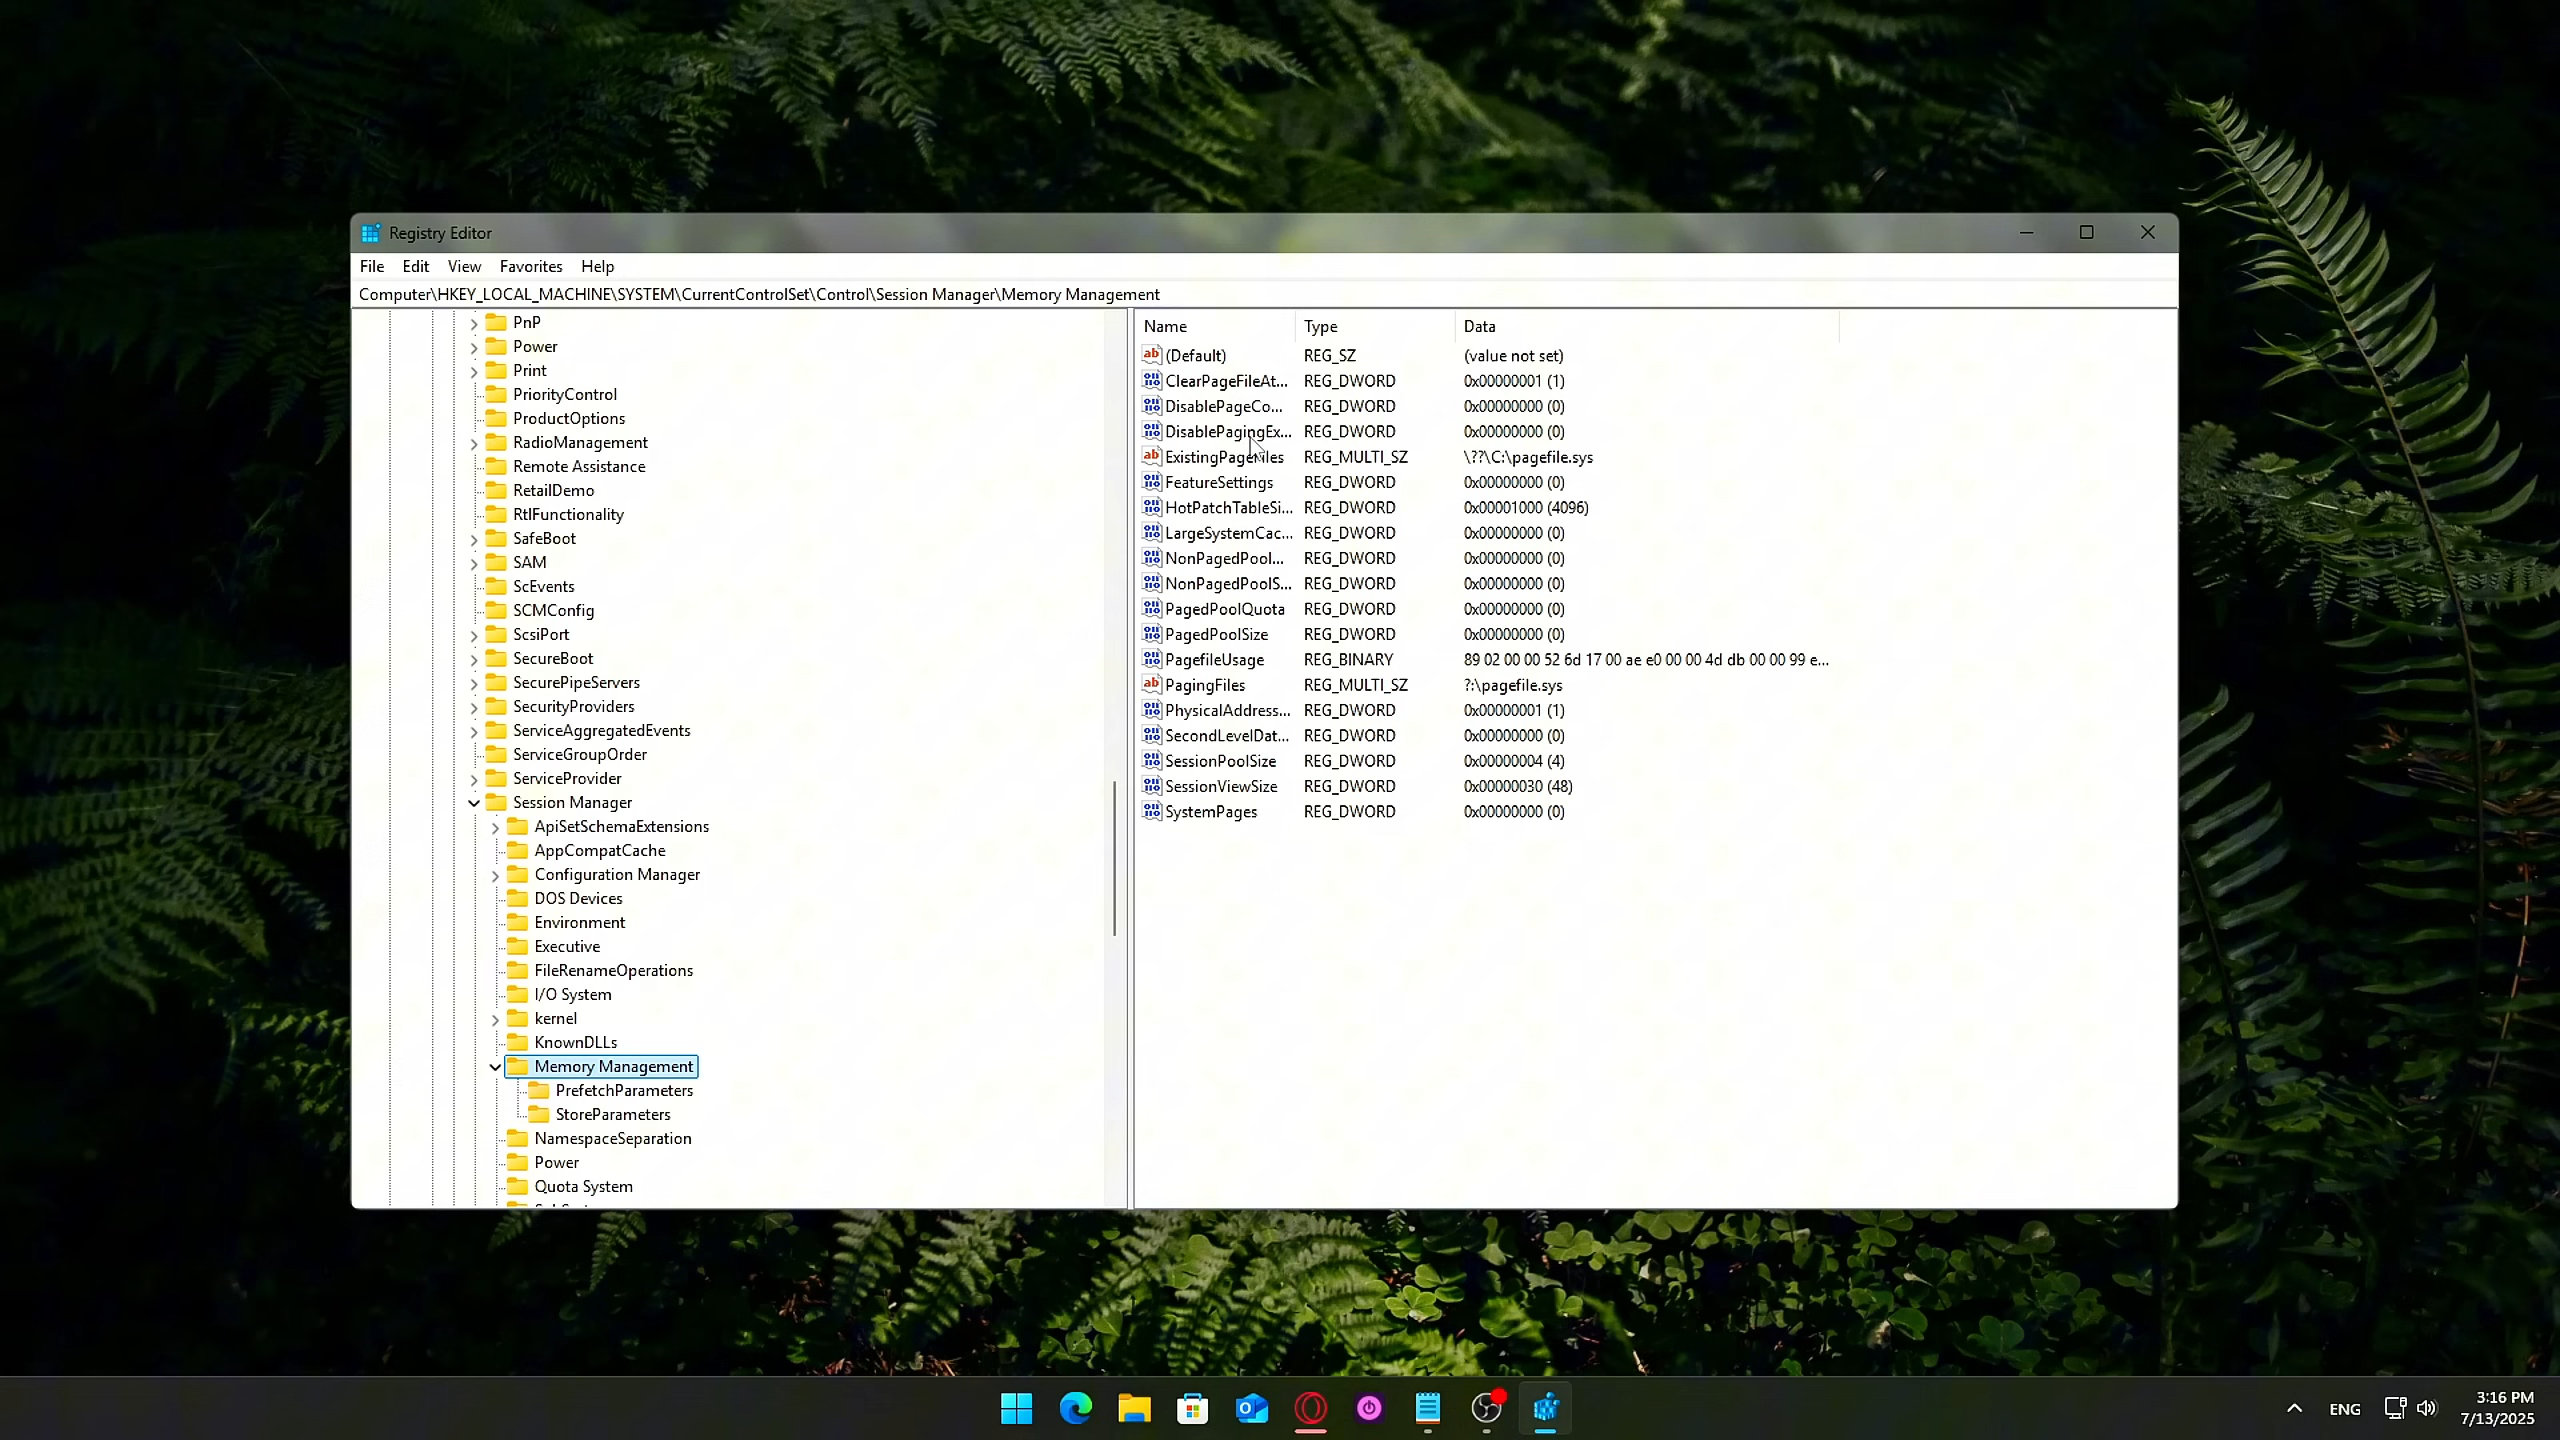 Registry Editor
File Edit View Favorites Help
Computer\HKEY_LOCAL_MACHINE\SYSTEM\CurrentControlSet\Control\Session Manager\Memory Management
PnP
Power
Print
PriorityControl
ProductOptions
RadioManagement
Remote Assistance
RetailDemo
RtlFunctionality
SafeBoot
SAM
ScEvents
SCMConfig
ScsiPort
SecureBoot
SecurePipeServers
SecurityProviders
ServiceAggregatedEvents
ServiceGroupOrder
ServiceProvider
Session Manager
ApiSetSchemaExtensions
AppCompatCache
Configuration Manager
DOS Devices
Environment
Executive
FileRenameOperations
I/O System
kernel
KnownDLLs
Memory Management
PrefetchParameters
StoreParameters
NamespaceSeparation
Power
Quota System
Name Type Data
(Default) REG_SZ (value not set)
ClearPageFileAt... REG_DWORD 0x00000001 (1)
DisablePageCo... REG_DWORD 0x00000000 (0)
DisablePagingEx... REG_DWORD 0x00000000 (0)
ExistingPageFiles REG_MULTI_SZ \??\C:\pagefile.sys
FeatureSettings REG_DWORD 0x00000000 (0)
HotPatchTableSi... REG_DWORD 0x00001000 (4096)
LargeSystemCac... REG_DWORD 0x00000000 (0)
NonPagedPool... REG_DWORD 0x00000000 (0)
NonPagedPoolS... REG_DWORD 0x00000000 (0)
PagedPoolQuota REG_DWORD 0x00000000 (0)
PagedPoolSize REG_DWORD 0x00000000 (0)
PagefileUsage REG_BINARY 89 02 00 00 52 6d 17 00 ae e0 00 00 4d db 00 00 99 e...
PagingFiles REG_MULTI_SZ ?:\pagefile.sys
PhysicalAddress... REG_DWORD 0x00000001 (1)
SecondLevelDat... REG_DWORD 0x00000000 (0)
SessionPoolSize REG_DWORD 0x00000004 (4)
SessionViewSize REG_DWORD 0x00000030 (48)
SystemPages REG_DWORD 0x00000000 (0)
ENG
3:16 PM
7/13/2025